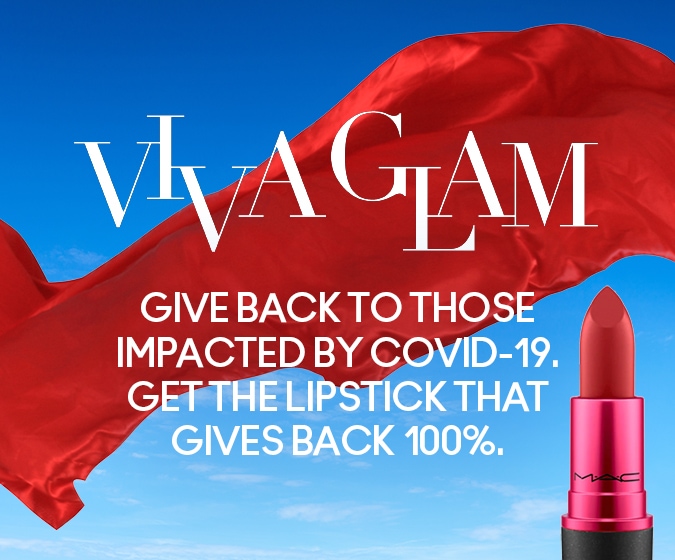 VIVA GLAM
GIVE BACK TO THOSE
IMPACTED BY COVID-19.
GET THE LIPSTICK THAT
GIVES BACK 100%.
MAC